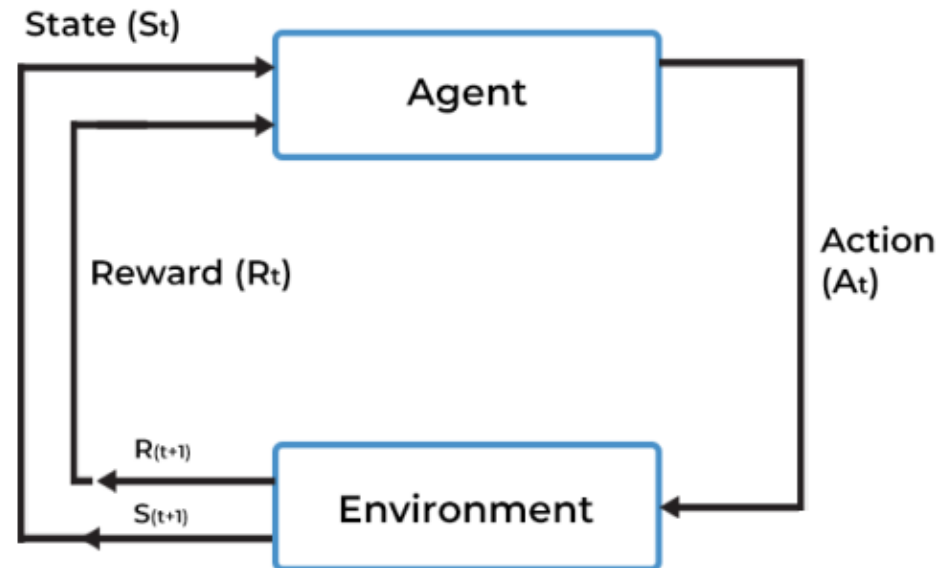 State (St)
Agent
Action
(At)
Reward (Rt)
R(t+1)
S(t+1)
Environment